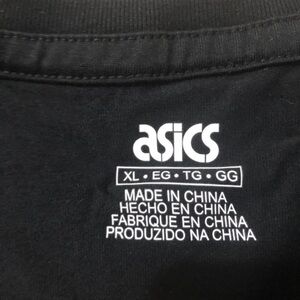 asics
XL • EG • TG • GG
MADE IN CHINA
HECHO EN CHINA
FABRIQUE EN CHINA
PRODUZIDO NA CHINA